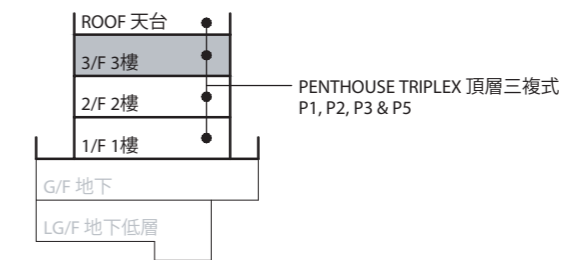 ROOF 天台
3/F 3樓
2/F 2樓
PENTHOUSE TRIPLEX 頂層三複式
P1, P2, P3 & P5
1/F 1樓
G/F 地下
LG/F 地下低層